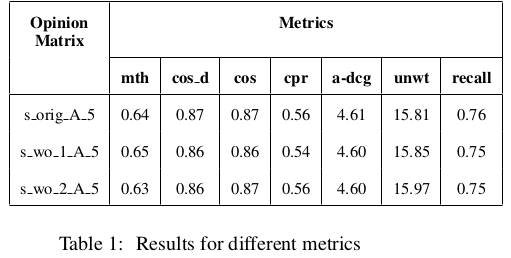 Opinion Matrix Metrics
mth cos_d cos cpr a-dcg unwt recall
s_orig_A_5 0.64 0.87 0.87 0.56 4.61 15.81 0.76
s_wo_1_A_5 0.65 0.86 0.86 0.54 4.60 15.85 0.75
s_wo_2_A_5 0.63 0.86 0.87 0.56 4.60 15.97 0.75
Table 1: Results for different metrics